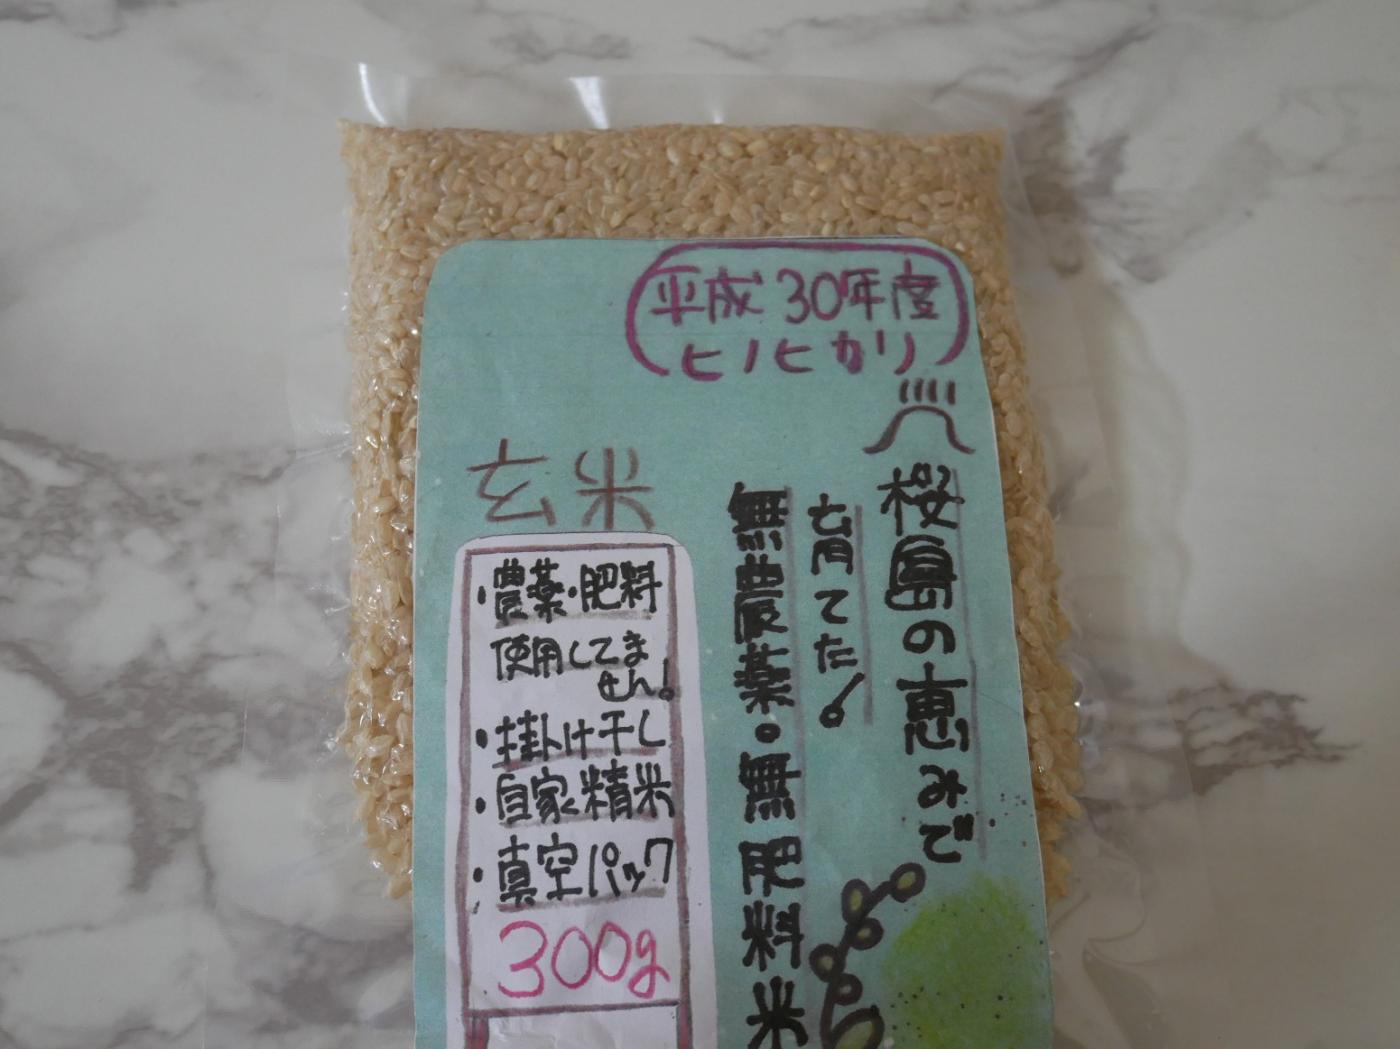 平成30年度
ヒノヒカリ
桜島の恵みで
育てた!
無農薬・無肥料米
玄米
・農薬・肥料
使用してま
せん!
・掛け干し
・自家精米
・真空パック
300g